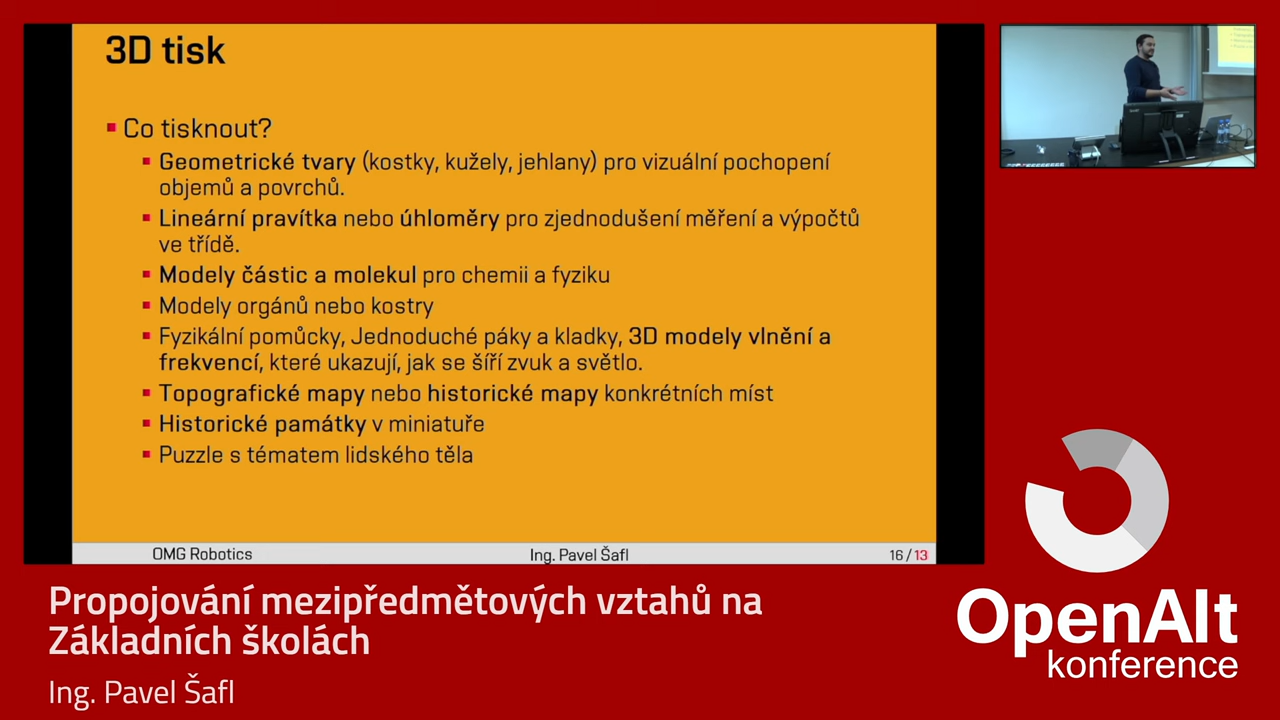 3D tisk
Co tisknout?
Geometrické tvary (kostky, kužely, jehlany) pro vizuální pochopení
objemů a povrchů.
Lineární pravítka nebo úhloměry pro zjednodušení měření a výpočtů
ve třídě.
Modely částic a molekul pro chemii a fyziku
Modely orgánů nebo kostry
Fyzikální pomůcky, Jednoduché páky a kladky, 3D modely vlnění a
frekvencí, které ukazují, jak se šíří zvuk a světlo.
Topografické mapy nebo historické mapy konkrétních míst
Historické památky v miniatuře
Puzzle s tématem lidského těla
OMG Robotics
Ing. Pavel Šafl
16/13
Propojování mezipředmětových vztahů na
Základních školách
Ing. Pavel Šafl
OpenAlt
konference